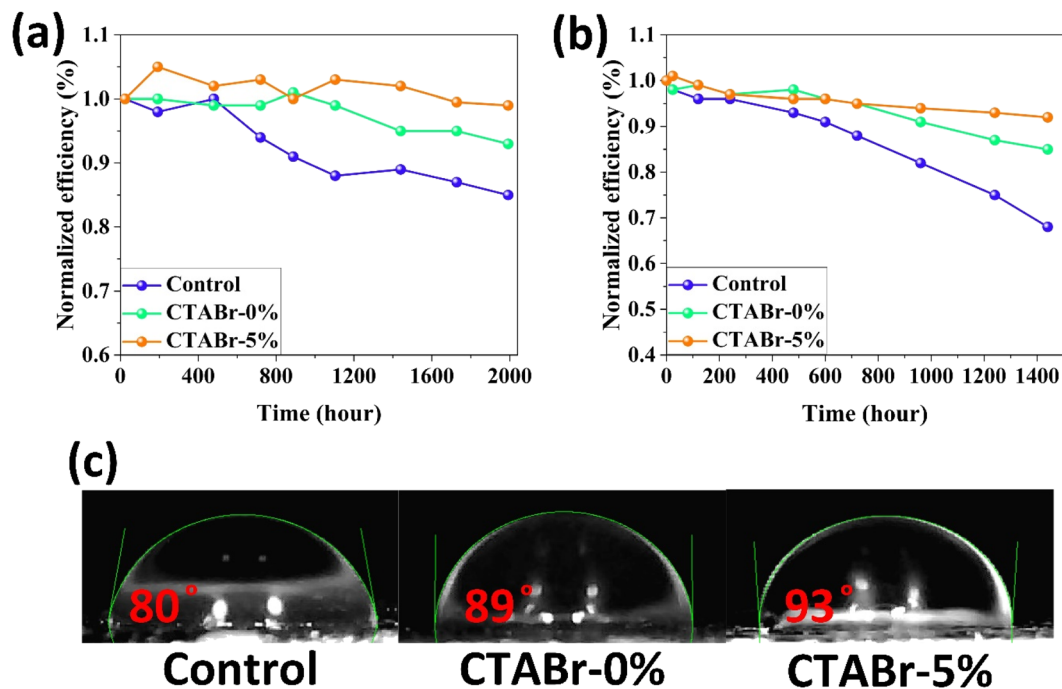 (a)
1.1
1.0
0.9
0.8
0.7
0.6
Normalized efficiency (%)
Control
CTABr-0%
CTABr-5%
0 400 800 1200 1600 2000
Time (hour)
(b)
1.1
1.0
0.9
0.8
0.7
0.6
0.5
0.4
Normalized efficiency (%)
Control
CTABr-0%
CTABr-5%
0 200 400 600 800 1000 1200 1400
Time (hour)
(c)
80° 89° 93°
Control CTABr-0% CTABr-5%